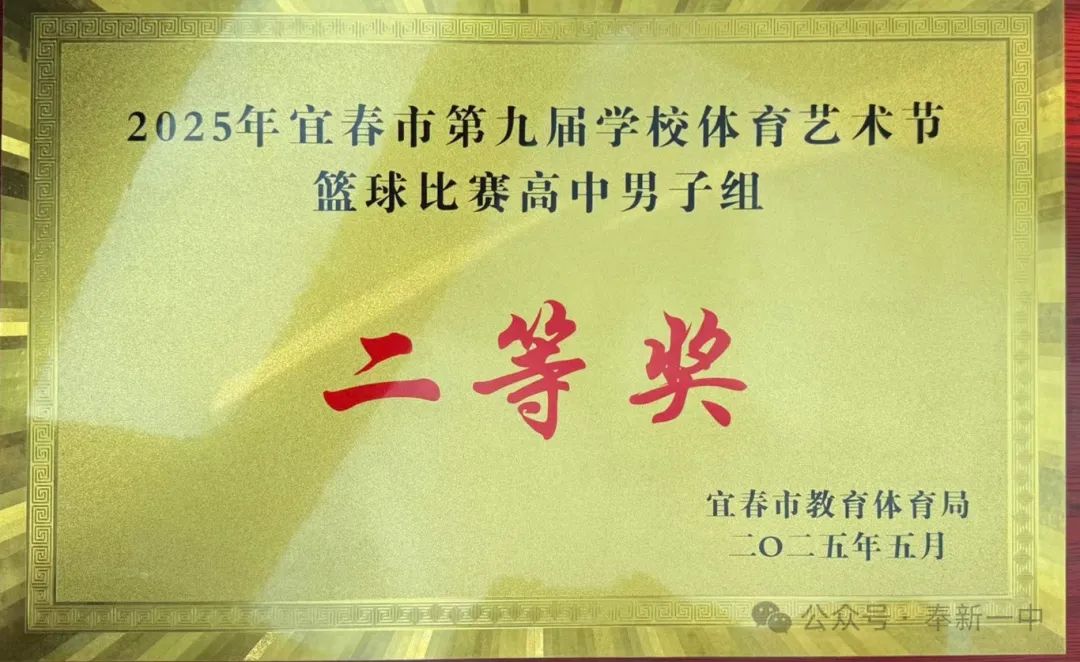 2025年宜春市第九届学校体育艺术节
篮球比赛高中男子组
二等奖
宜春市教育体育局
二〇二五年五月
公众号·奉新一中